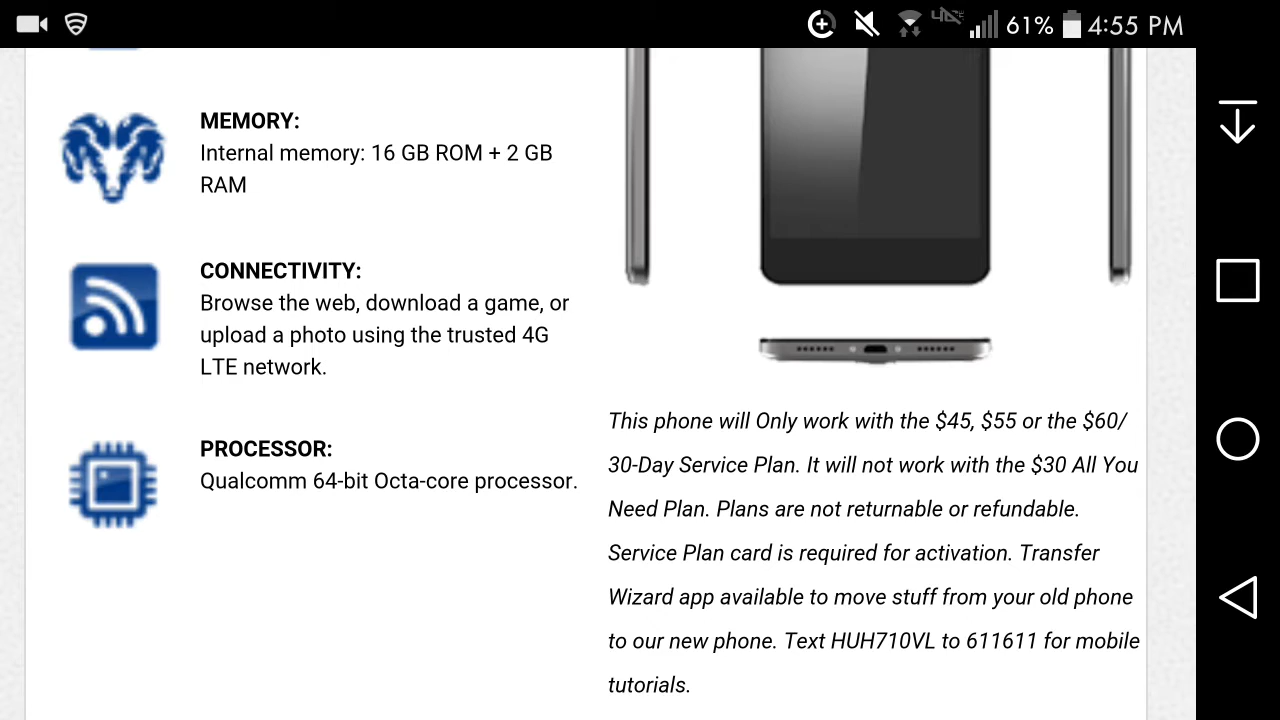 61% 4:55 PM
MEMORY:
Internal memory: 16 GB ROM + 2 GB
RAM
CONNECTIVITY:
Browse the web, download a game, or
upload a photo using the trusted 4G
LTE network.
PROCESSOR:
Qualcomm 64-bit Octa-core processor.
This phone will Only work with the $45, $55 or the $60/
30-Day Service Plan. It will not work with the $30 All You
Need Plan. Plans are not returnable or refundable.
Service Plan card is required for activation. Transfer
Wizard app available to move stuff from your old phone
to our new phone. Text HUH710VL to 611611 for mobile
tutorials.